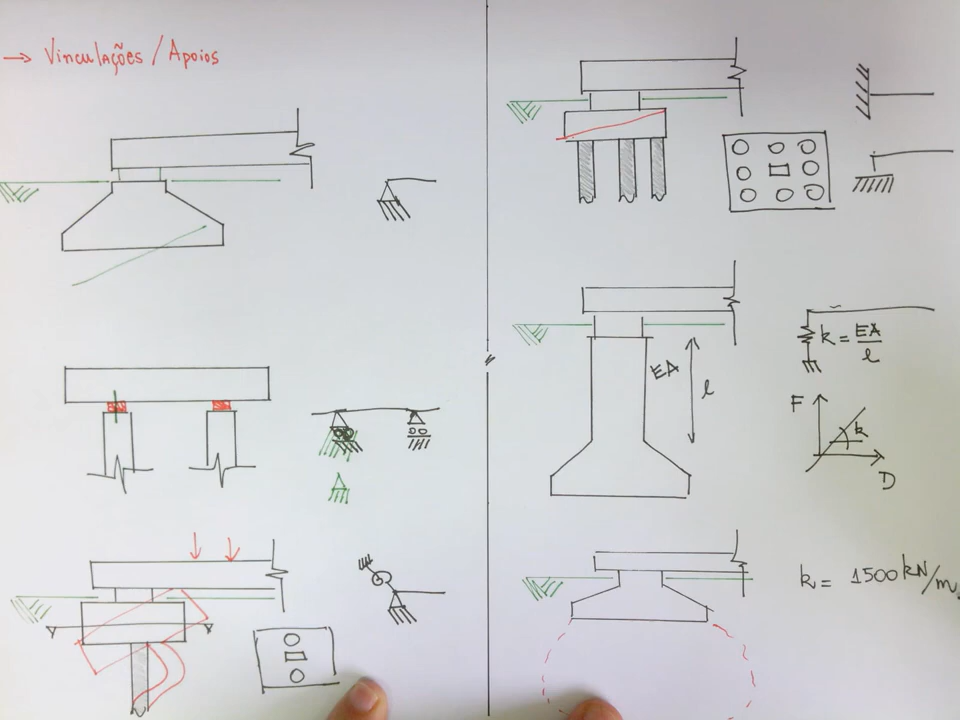 → Vinculações / Apoios
EA
l
k = EA/l
F
k
D
k = 1500 kN/m